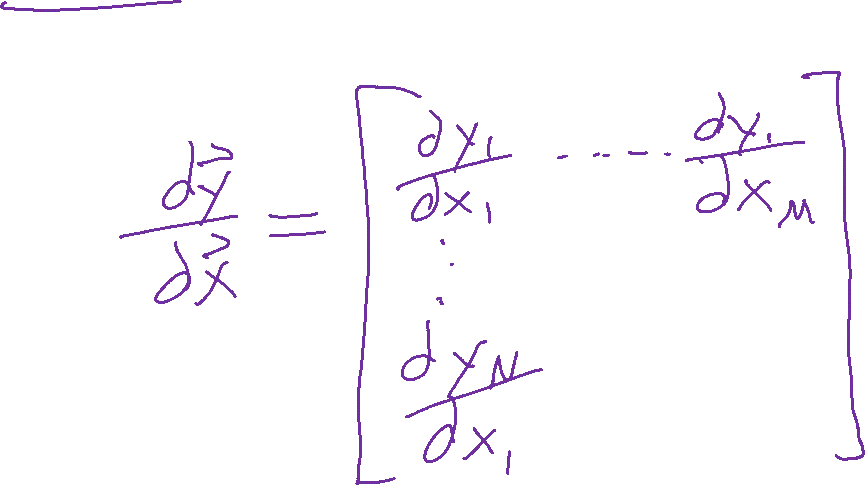 dy⃗/dx⃗ = [ dy₁/dx₁ ...... dy₁/dx_M
⋮
dy_N/dx₁ ]